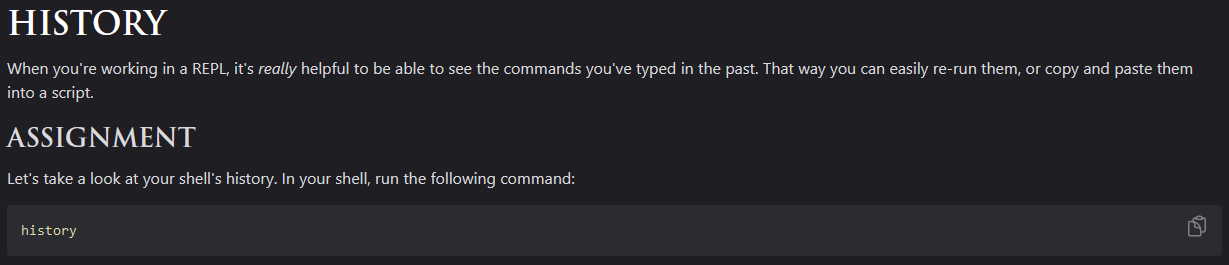 HISTORY
When you're working in a REPL, it's really helpful to be able to see the commands you've typed in the past. That way you can easily re-run them, or copy and paste them
into a script.
ASSIGNMENT
Let's take a look at your shell's history. In your shell, run the following command:
history